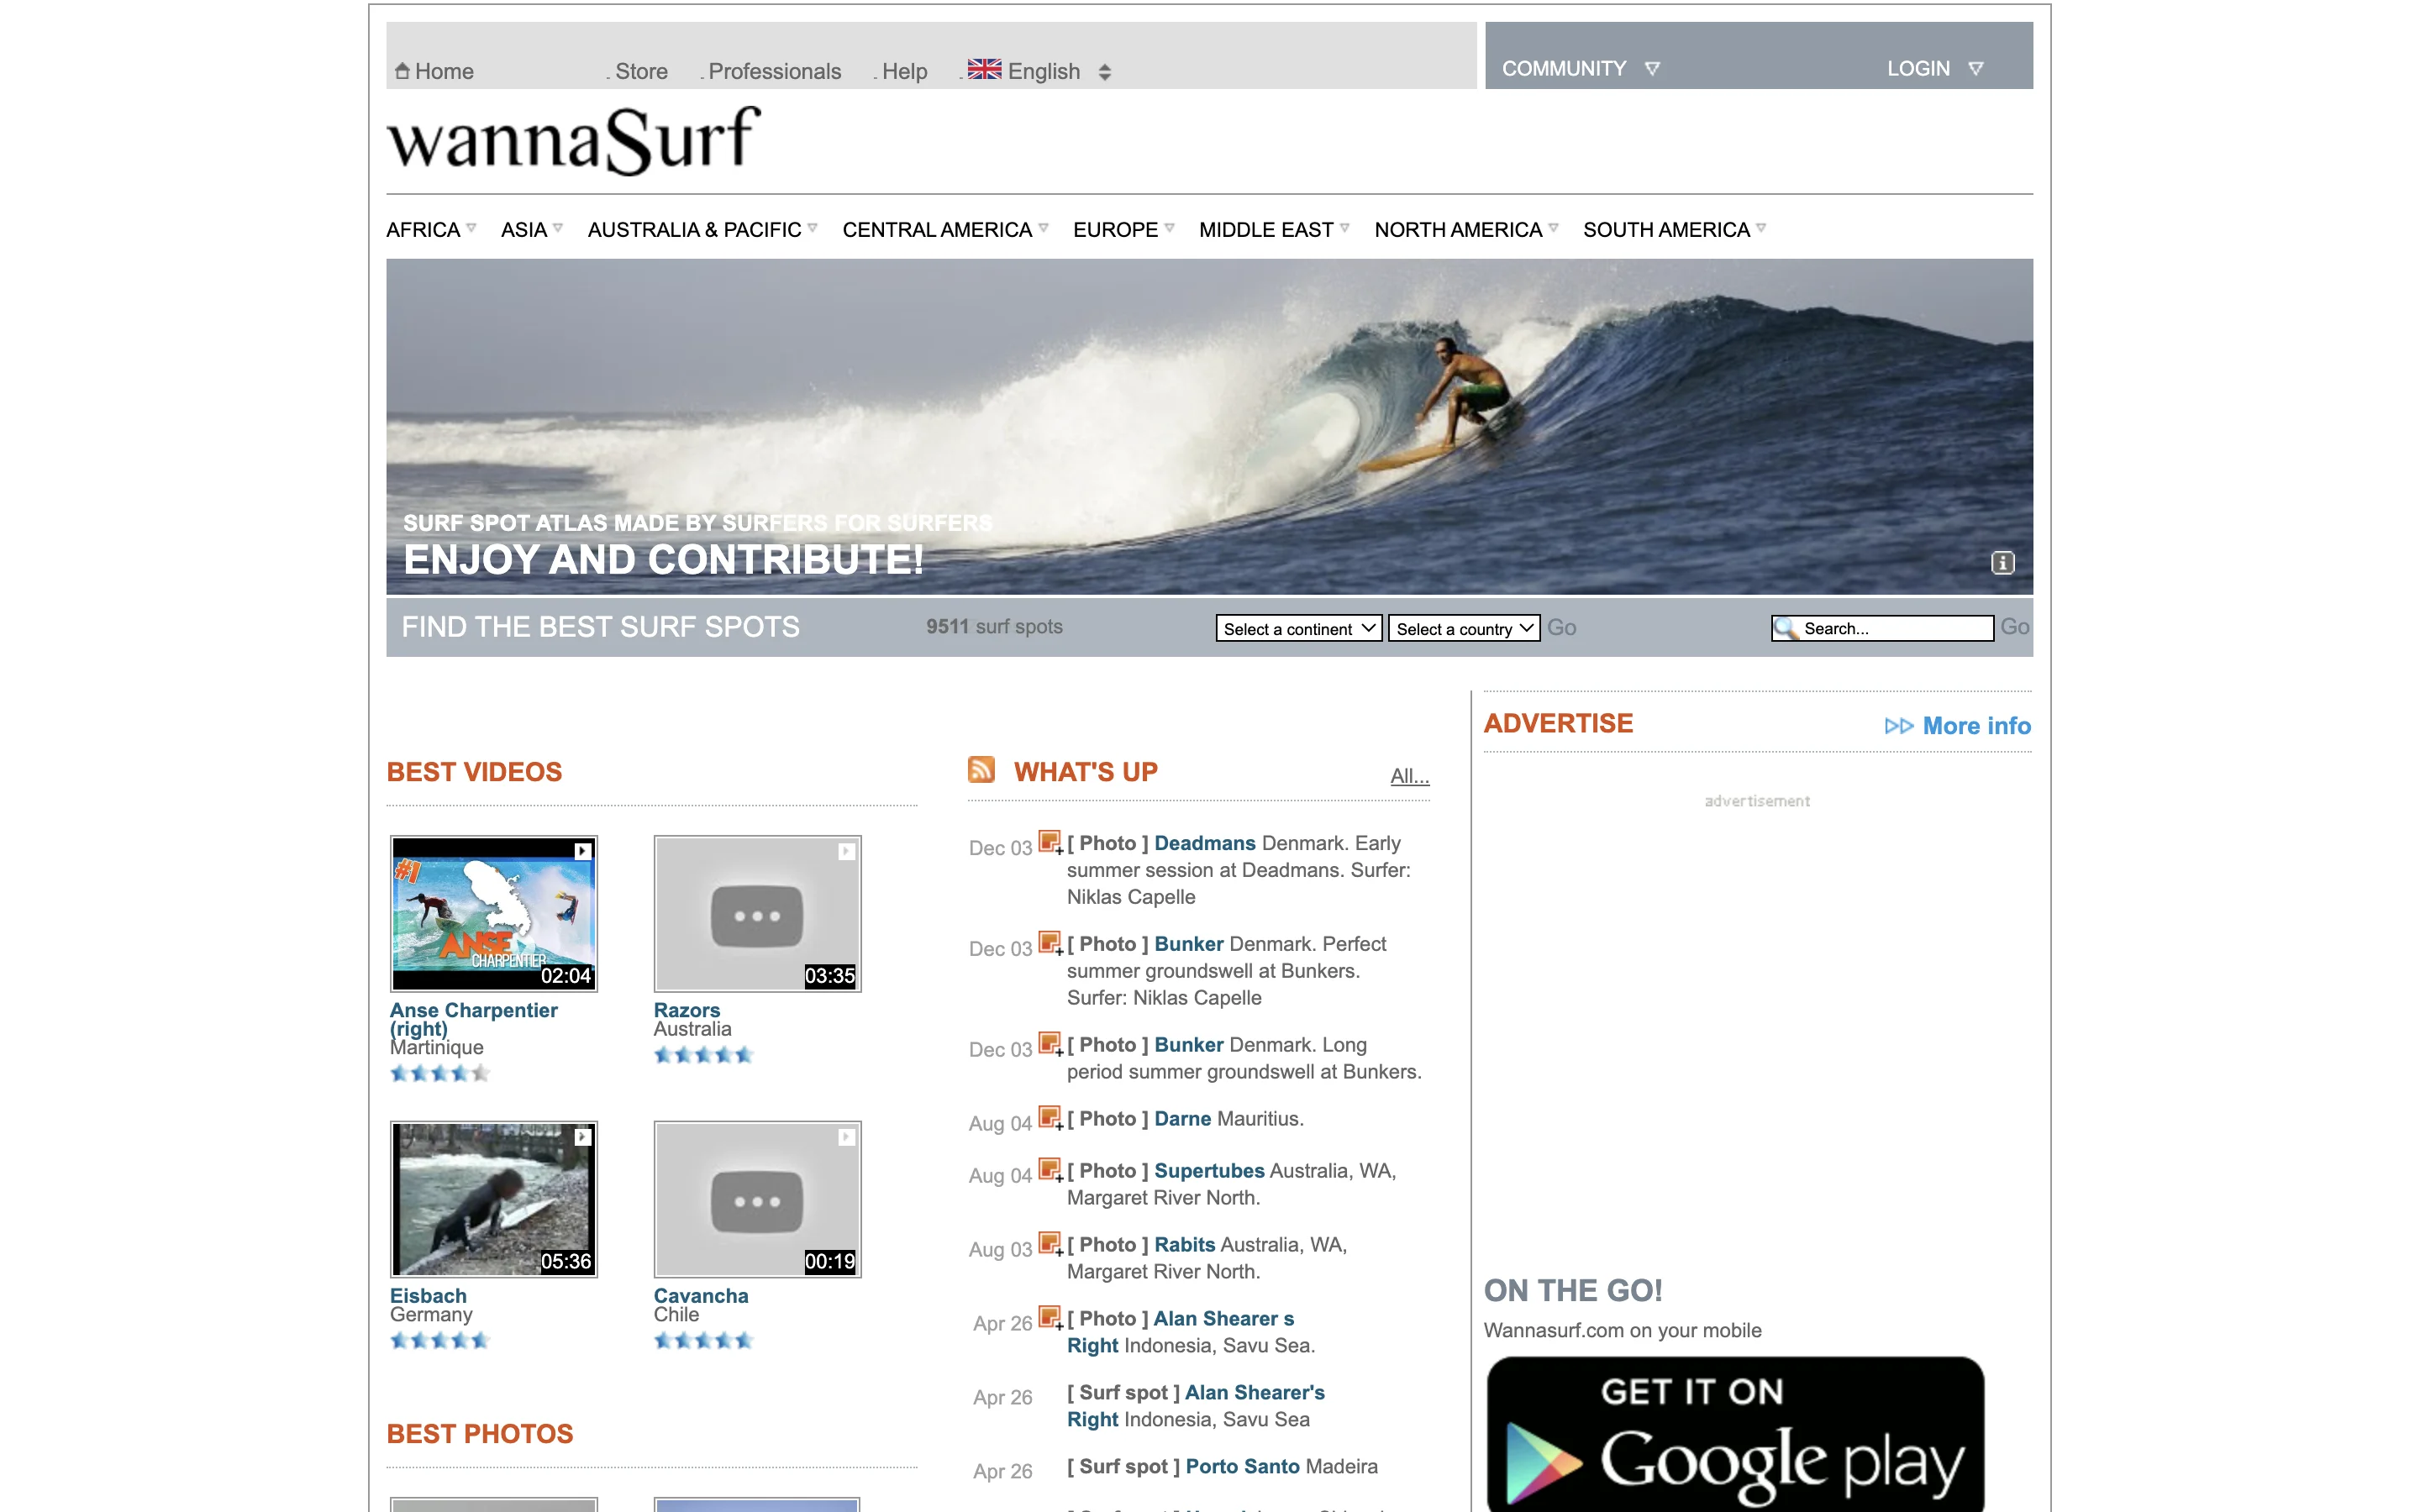 Home
. Store
. Professionals
. Help
. English
COMMUNITY
LOGIN
wannaSurf
AFRICA
ASIA
AUSTRALIA & PACIFIC
CENTRAL AMERICA
EUROPE
MIDDLE EAST
NORTH AMERICA
SOUTH AMERICA
SURF SPOT ATLAS MADE BY SURFERS FOR SURFERS
ENJOY AND CONTRIBUTE!
FIND THE BEST SURF SPOTS
9511 surf spots
Select a continent
Select a country
Go
Search...
Go
BEST VIDEOS
#1
ANSE
CHARPENTIER
02:04
Anse Charpentier
(right)
Martinique
03:35
Razors
Australia
05:36
Eisbach
Germany
00:19
Cavancha
Chile
BEST PHOTOS
WHAT'S UP
All...
Dec 03 [ Photo ] Deadmans Denmark. Early
summer session at Deadmans. Surfer:
Niklas Capelle
Dec 03 [ Photo ] Bunker Denmark. Perfect
summer groundswell at Bunkers.
Surfer: Niklas Capelle
Dec 03 [ Photo ] Bunker Denmark. Long
period summer groundswell at Bunkers.
Aug 04 [ Photo ] Darne Mauritius.
Aug 04 [ Photo ] Supertubes Australia, WA,
Margaret River North.
Aug 03 [ Photo ] Rabits Australia, WA,
Margaret River North.
Apr 26 [ Photo ] Alan Shearer s
Right Indonesia, Savu Sea.
Apr 26 [ Surf spot ] Alan Shearer's
Right Indonesia, Savu Sea
Apr 26 [ Surf spot ] Porto Santo Madeira
ADVERTISE
More info
advertisement
ON THE GO!
Wannasurf.com on your mobile
GET IT ON
Google play